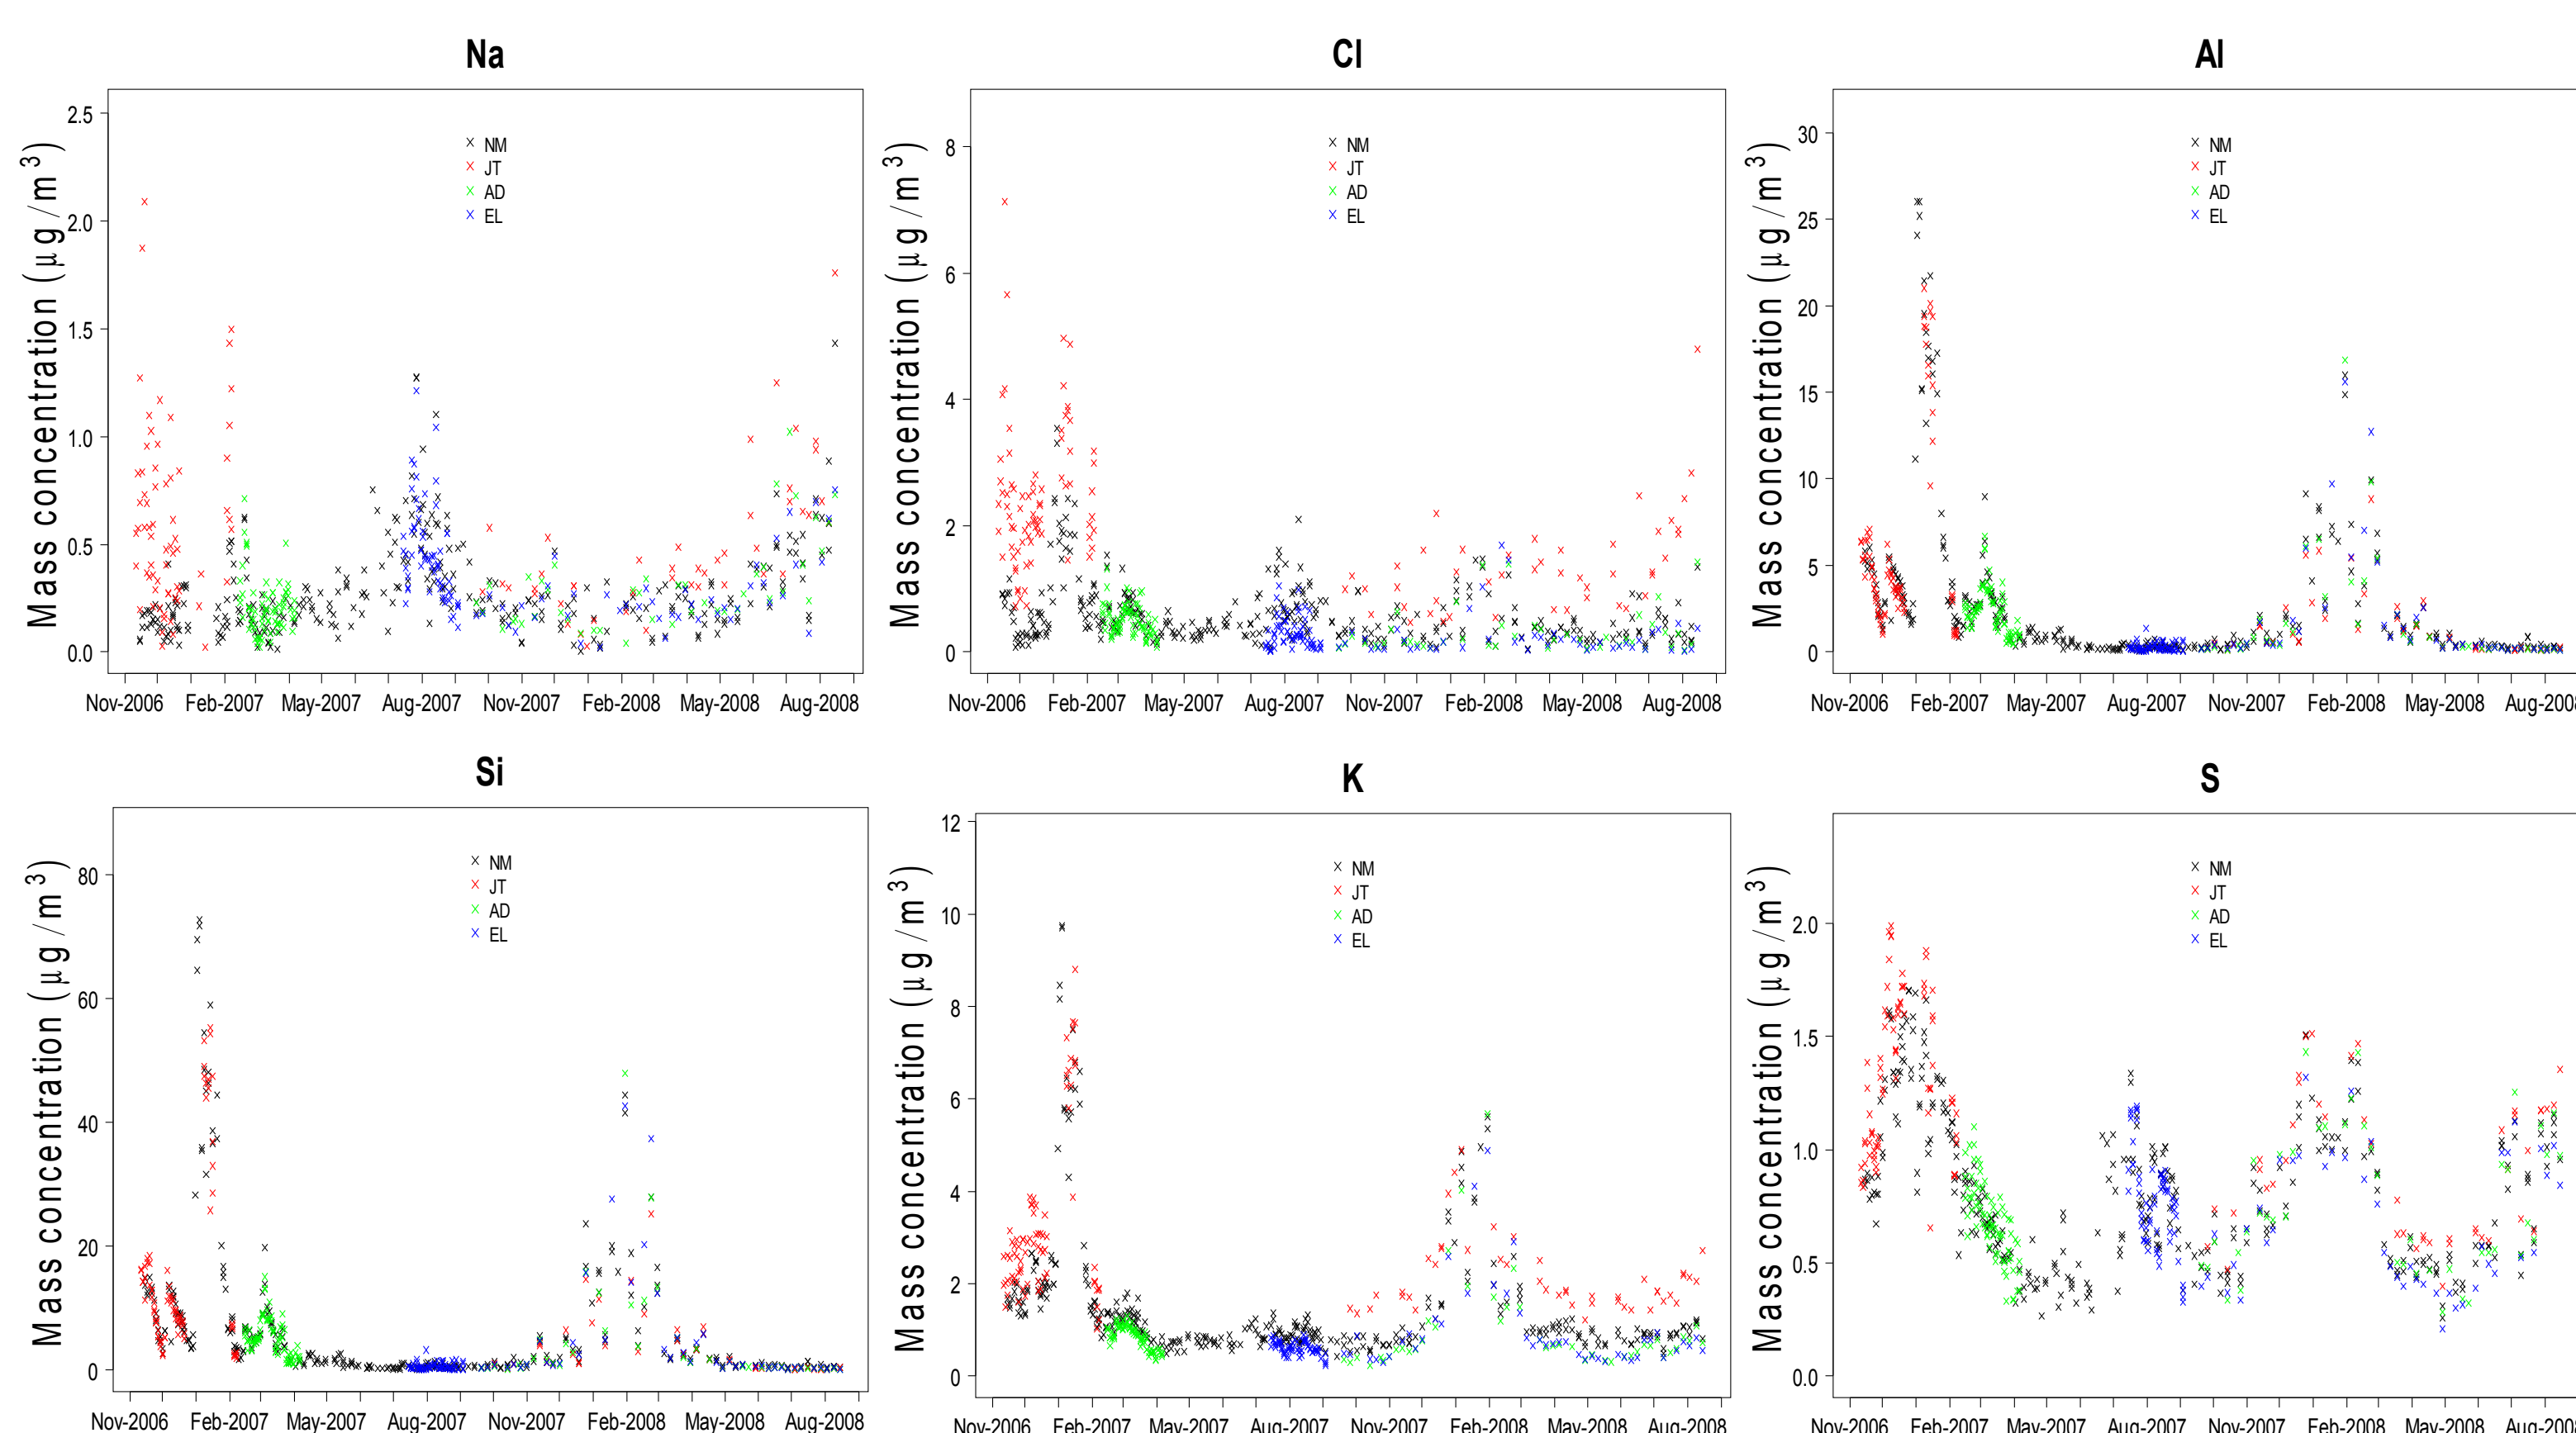 Na
Mass concentration (μg/m³)
2.5
2.0
1.5
1.0
0.5
0.0
NM
JT
AD
EL
Nov-2006 Feb-2007 May-2007 Aug-2007 Nov-2007 Feb-2008 May-2008 Aug-2008
Cl
Mass concentration (μg/m³)
8
6
4
2
0
NM
JT
AD
EL
Nov-2006 Feb-2007 May-2007 Aug-2007 Nov-2007 Feb-2008 May-2008 Aug-2008
Al
Mass concentration (μg/m³)
30
25
20
15
10
5
0
NM
JT
AD
EL
Nov-2006 Feb-2007 May-2007 Aug-2007 Nov-2007 Feb-2008 May-2008 Aug-2008
Si
Mass concentration (μg/m³)
80
60
40
20
0
NM
JT
AD
EL
Nov-2006 Feb-2007 May-2007 Aug-2007 Nov-2007 Feb-2008 May-2008 Aug-2008
K
Mass concentration (μg/m³)
12
10
8
6
4
2
0
NM
JT
AD
EL
Nov-2006 Feb-2007 May-2007 Aug-2007 Nov-2007 Feb-2008 May-2008 Aug-2008
S
Mass concentration (μg/m³)
2.0
1.5
1.0
0.5
0.0
NM
JT
AD
EL
Nov-2006 Feb-2007 May-2007 Aug-2007 Nov-2007 Feb-2008 May-2008 Aug-2008